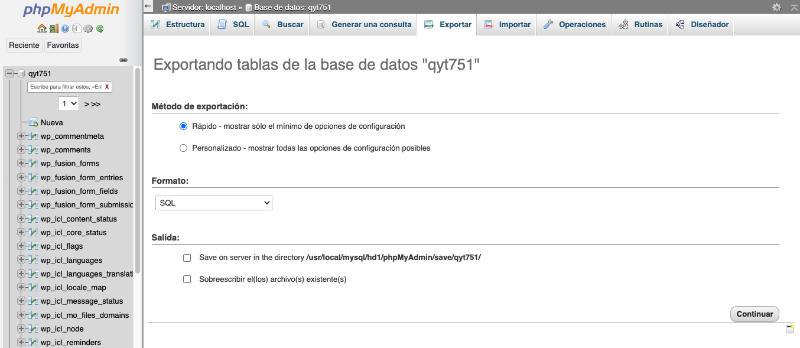 phpMyAdmin
Reciente Favoritas
qyt751
Escriba para filtrar estos, -En X
1 > >>
Nueva
wp_commentmeta
wp_comments
wp_fusion_forms
wp_fusion_form_entries
wp_fusion_form_fields
wp_fusion_form_submissio
wp_icl_content_status
wp_icl_core_status
wp_icl_flags
wp_icl_languages
wp_icl_languages_translat
wp_icl_locale_map
wp_icl_message_status
wp_icl_mo_files_domains
wp_icl_node
wp_icl_reminders
Servidor: localhost » Base de datos: qyt751
Estructura SQL Buscar Generar una consulta Exportar Importar Operaciones Rutinas Diseñador
Exportando tablas de la base de datos "qyt751"
Método de exportación:
Rápido - mostrar sólo el mínimo de opciones de configuración
Personalizado - mostrar todas las opciones de configuración posibles
Formato:
SQL
Salida:
Save on server in the directory /usr/local/mysql/hd1/phpMyAdmin/save/qyt751/
Sobreescribir el(los) archivo(s) existente(s)
Continuar